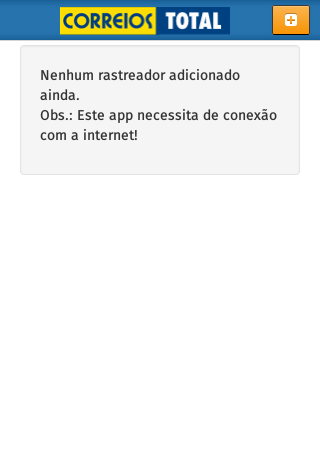 CORREIOS TOTAL
Nenhum rastreador adicionado
ainda.
Obs.: Este app necessita de conexão
com a internet!